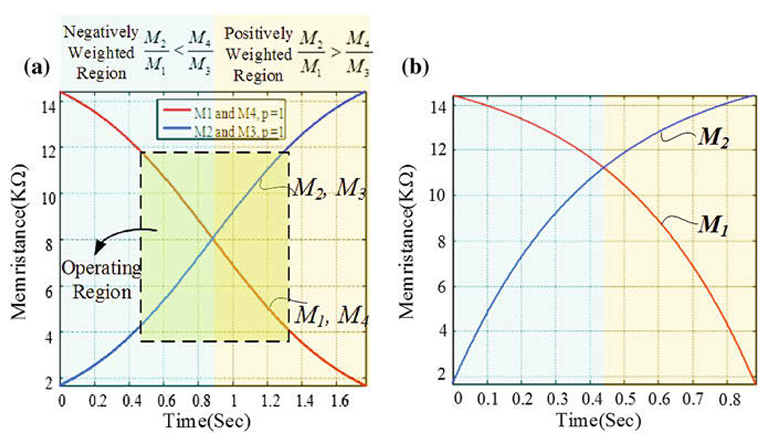 Negatively Weighted Region M2/M1 < M4/M3
Positively Weighted Region M2/M1 > M4/M3
(a)
M1 and M4, p=1
M2 and M3, p=1
Memristance(KΩ)
14
12
10
8
6
4
2
M2, M3
Operating Region
M1, M4
0 0.2 0.4 0.6 0.8 1 1.2 1.4 1.6
Time(Sec)
(b)
Memristance(KΩ)
14
12
10
8
6
4
2
M2
M1
0 0.1 0.2 0.3 0.4 0.5 0.6 0.7 0.8
Time(Sec)